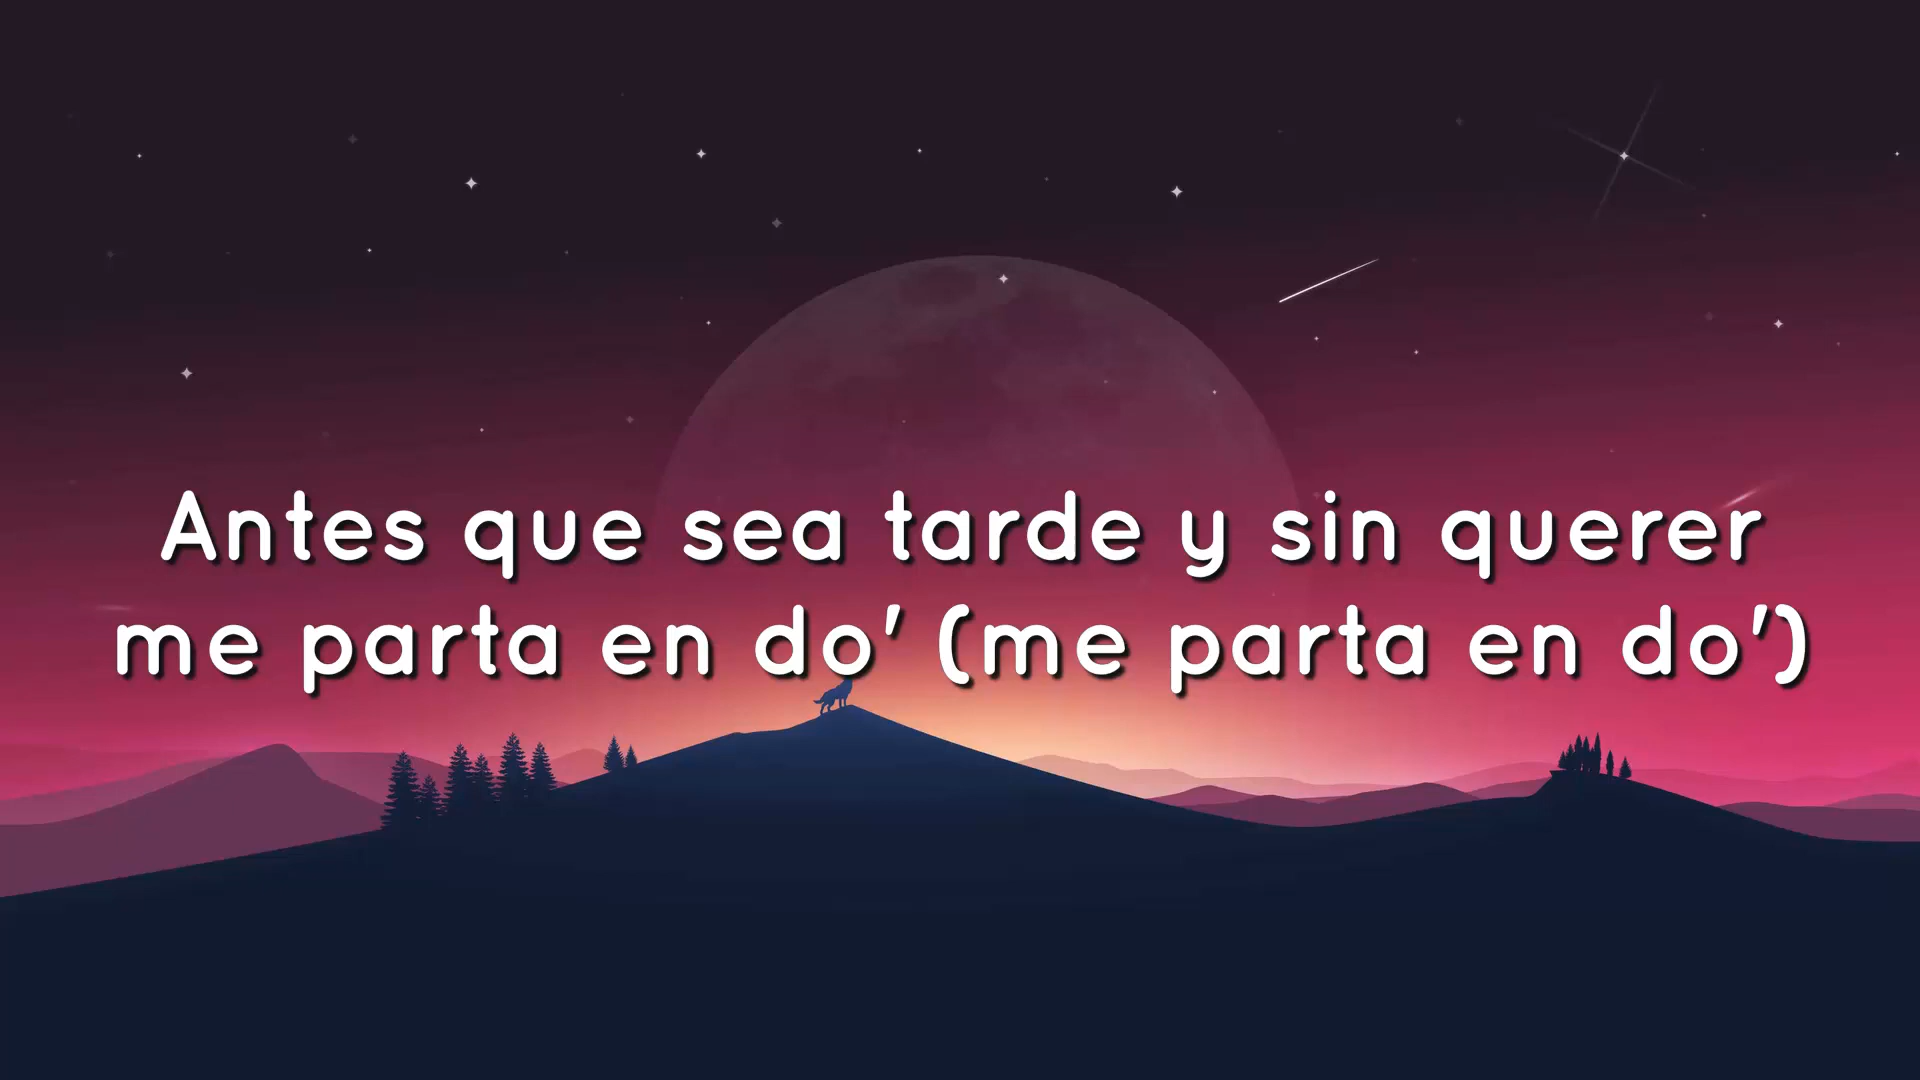 Antes que sea tarde y sin querer
me parta en do' (me parta en do')